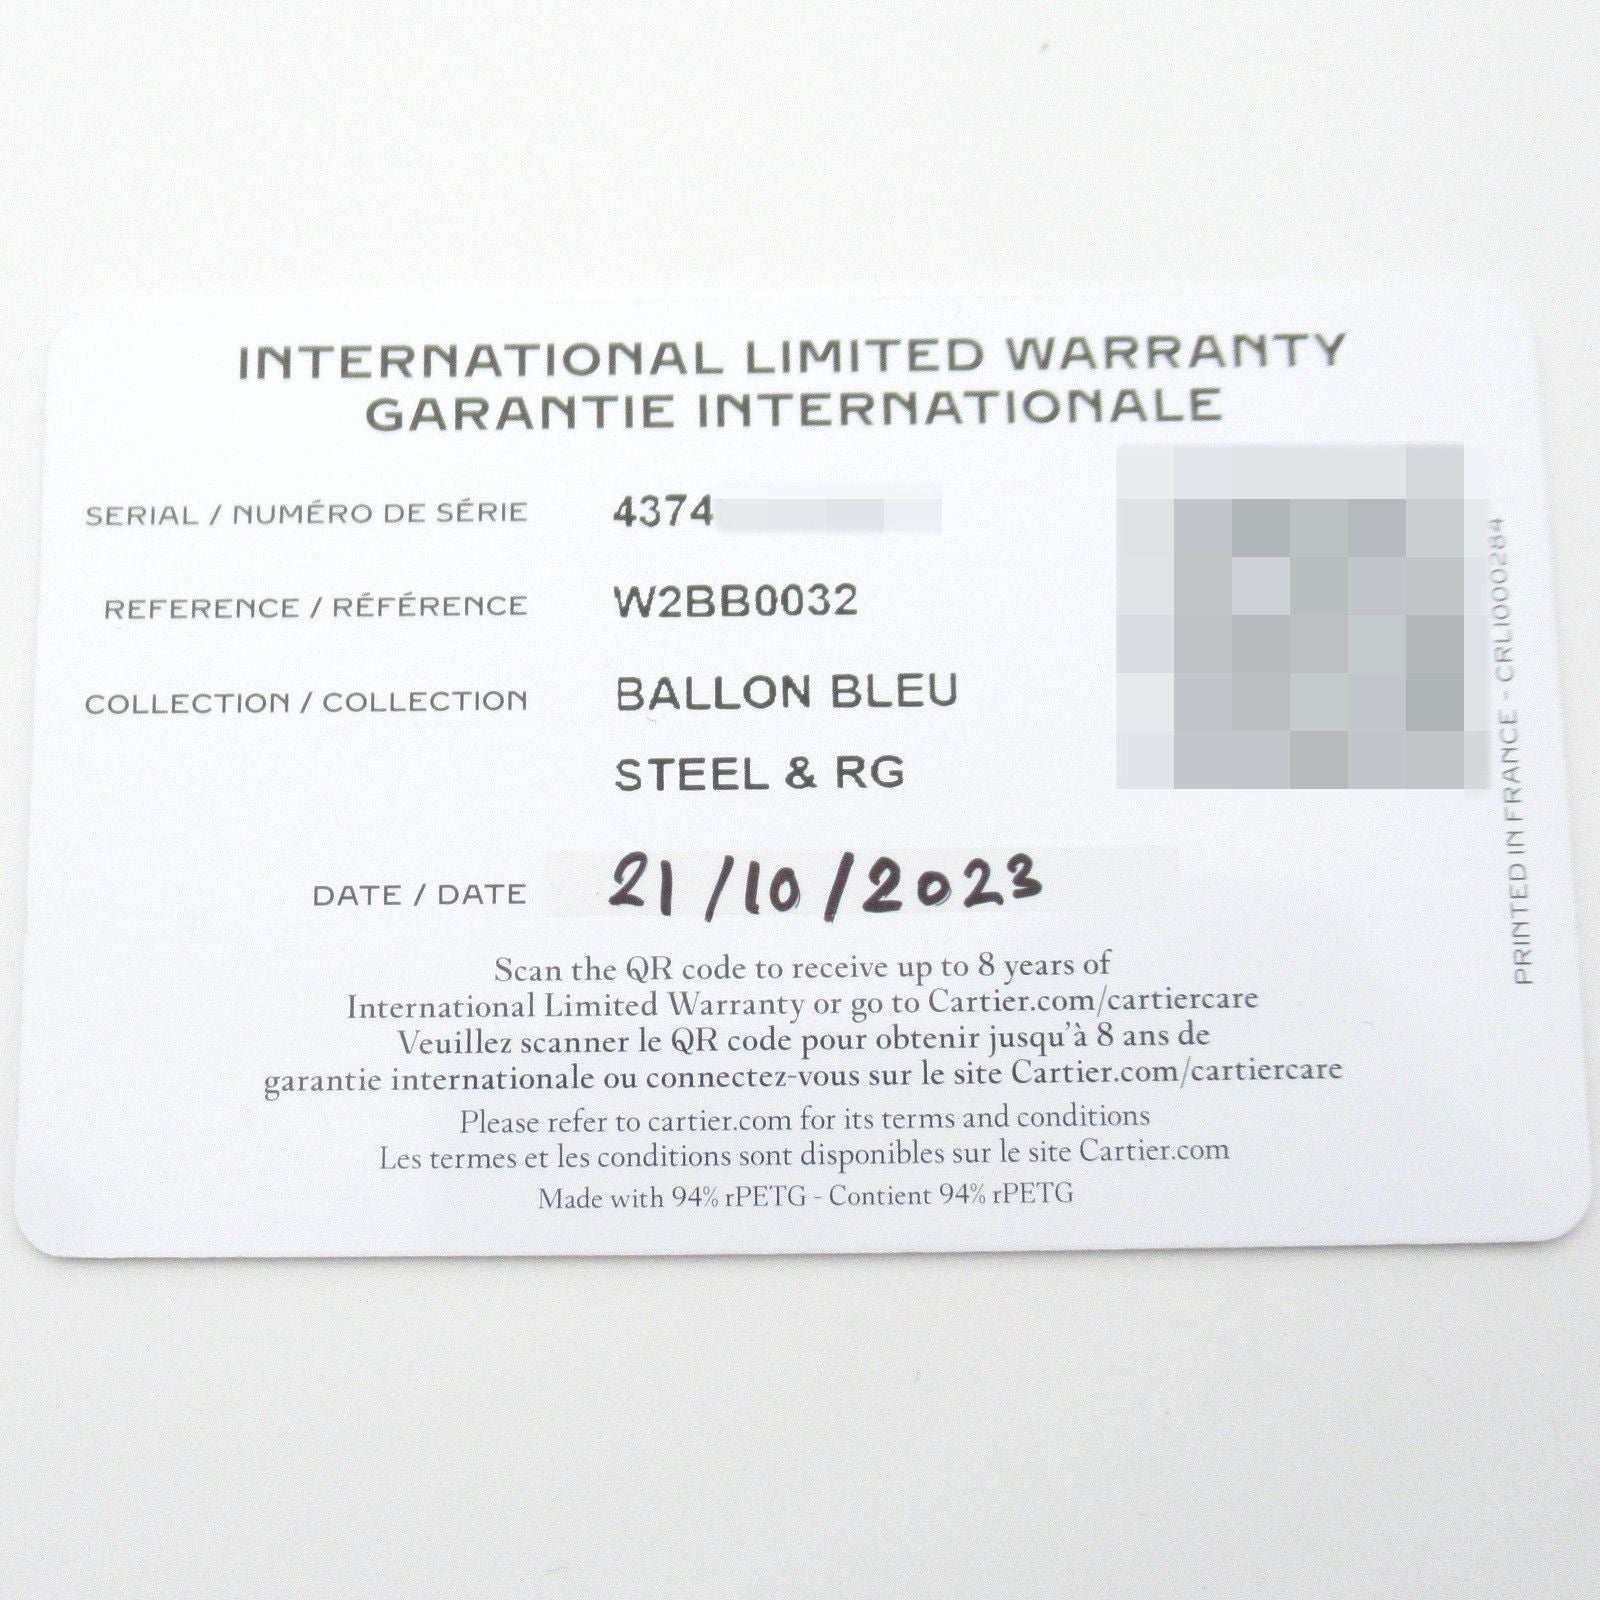 INTERNATIONAL LIMITED WARRANTY
GARANTIE INTERNATIONALE
SERIAL / NUMÉRO DE SÉRIE 4374
REFERENCE / RÉFÉRENCE W2BB0032
COLLECTION / COLLECTION BALLON BLEU
STEEL & RG
DATE / DATE 21/10/2023
Scan the QR code to receive up to 8 years of
International Limited Warranty or go to Cartier.com/cartiercare
Veuillez scanner le QR code pour obtenir jusqu'à 8 ans de
garantie internationale ou connectez-vous sur le site Cartier.com/cartiercare
Please refer to cartier.com for its terms and conditions
Les termes et les conditions sont disponibles sur le site Cartier.com
Made with 94% rPETG - Contient 94% rPETG
PRINTED IN FRANCE - CRLI000284